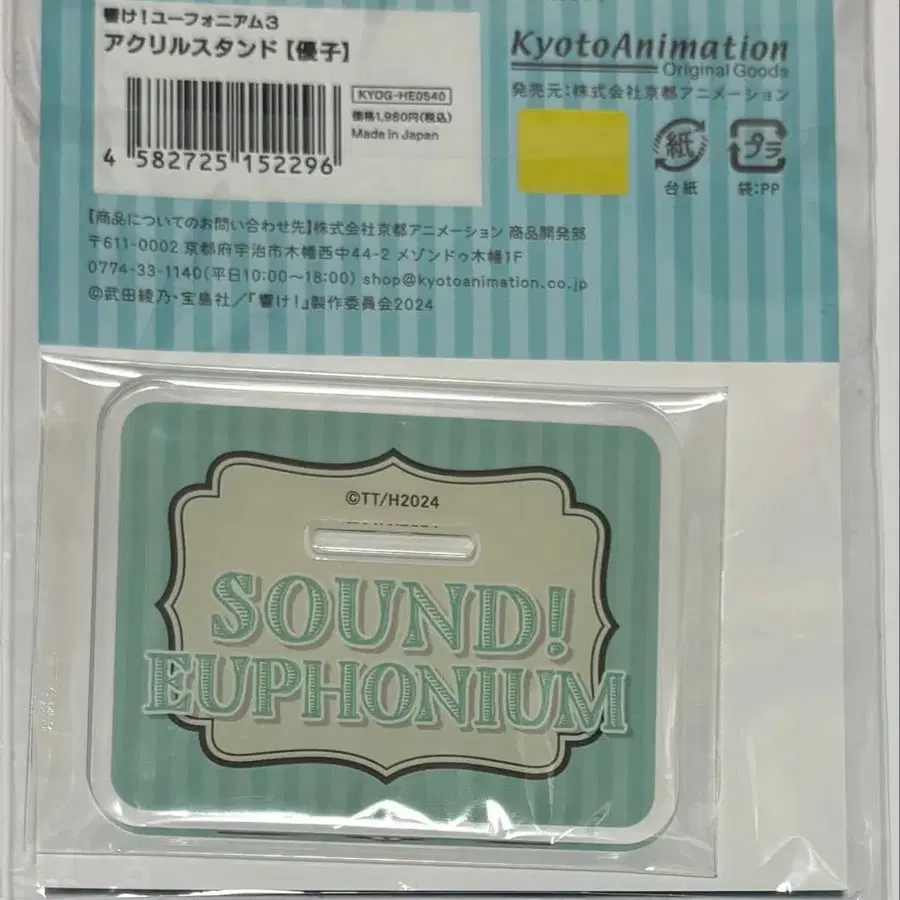 響け！ユーフォニアム3
アクリルスタンド【優子】
KYOG-HE0540
価格1,980円(税込)
Made in Japan
4 582725 152296
KyotoAnimation
Original Goods
発売元：株式会社京都アニメーション
紙
台紙
プラ
袋：PP
【商品についてのお問い合わせ先】株式会社京都アニメーション 商品開発部
〒611-0002 京都府宇治市木幡西中44-2 メゾンドゥ木幡1F
0774-33-1140(平日10:00〜18:00) shop@kyotoanimation.co.jp
©武田綾乃・宝島社／『響け！』製作委員会2024
©TT/H2024
SOUND!
EUPHONIUM